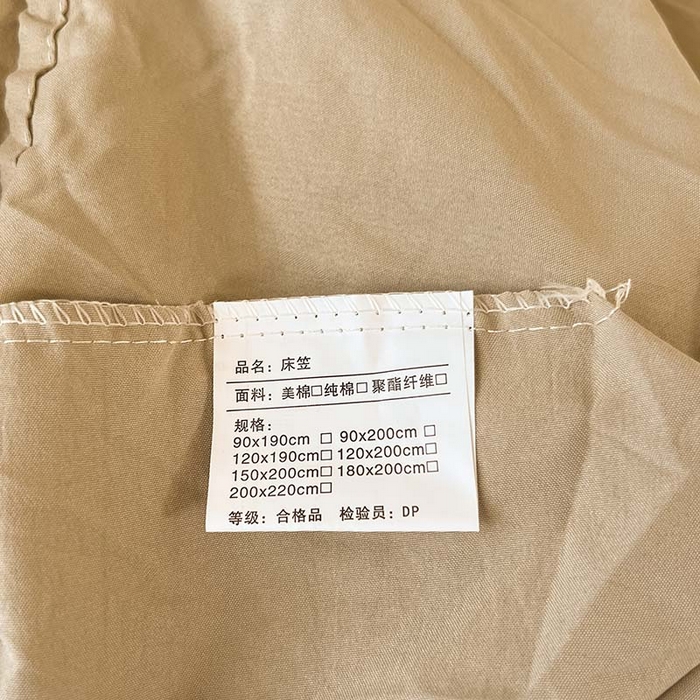 品名：床笠
面料：美棉□纯棉□聚酯纤维□
规格：
90x190cm □ 90x200cm □
120x190cm□ 120x200cm□
150x200cm□ 180x200cm□
200x220cm□
等级：合格品 检验员：DP